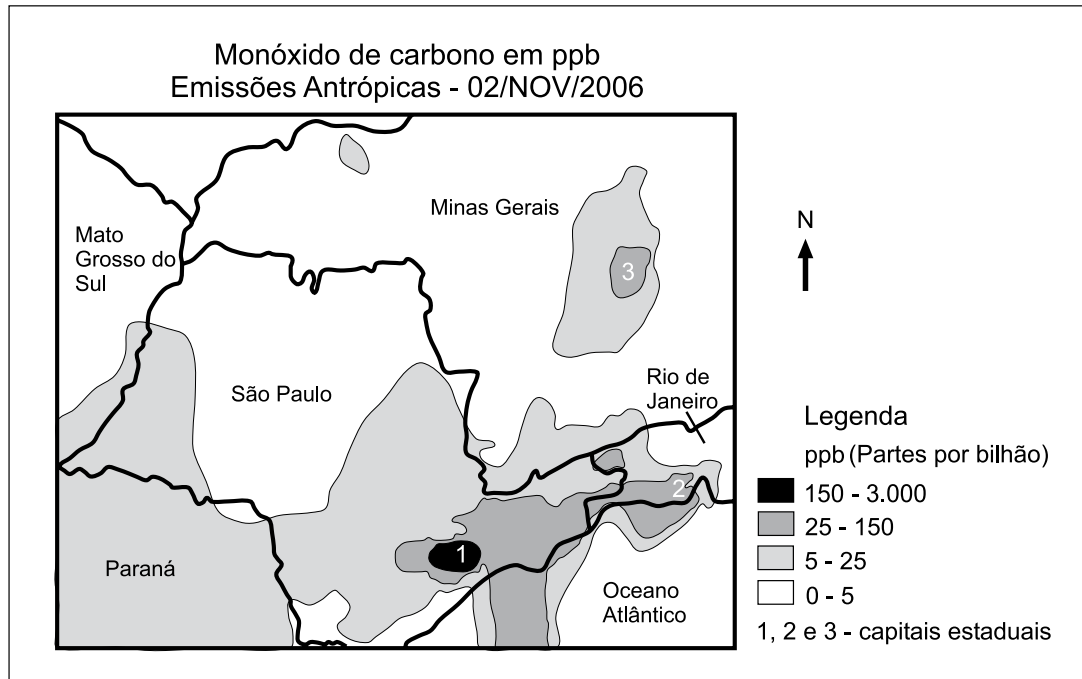 Monóxido de carbono em ppb
Emissões Antrópicas - 02/NOV/2006
Minas Gerais
Mato
Grosso do
Sul
3
N
São Paulo
Rio de
Janeiro
Legenda
ppb (Partes por bilhão)
150 - 3.000
25 - 150
5 - 25
0 - 5
1, 2 e 3 - capitais estaduais
2
1
Paraná
Oceano
Atlântico